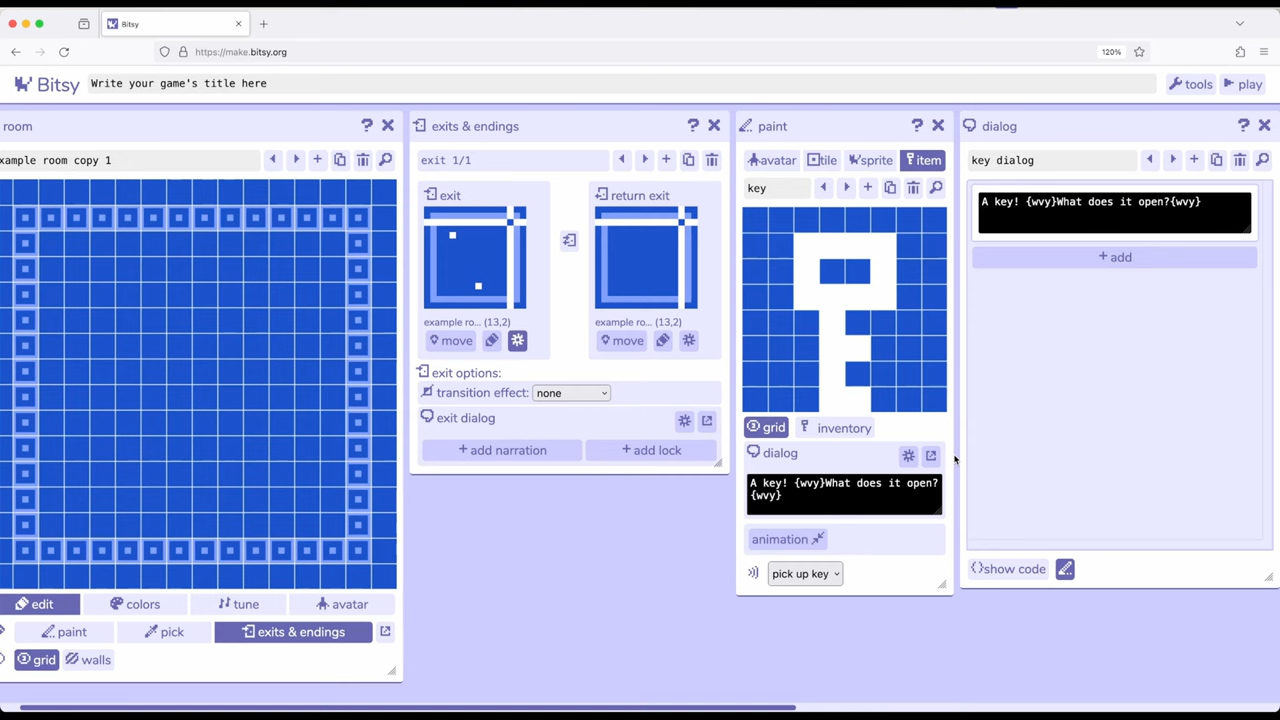 Bitsy
https://make.bitsy.org
120%
Bitsy
Write your game's title here
tools
play
room
xample room copy 1
edit
colors
tune
avatar
paint
pick
exits & endings
grid
walls
exits & endings
exit 1/1
exit
return exit
example ro... (13,2)
example ro... (13,2)
move
move
exit options:
transition effect:
none
exit dialog
+ add narration
+ add lock
paint
avatar
tile
sprite
item
key
grid
inventory
dialog
A key! {wvy}What does it open?
{wvy}
animation
pick up key
dialog
key dialog
A key! {wvy}What does it open?{wvy}
+ add
show code